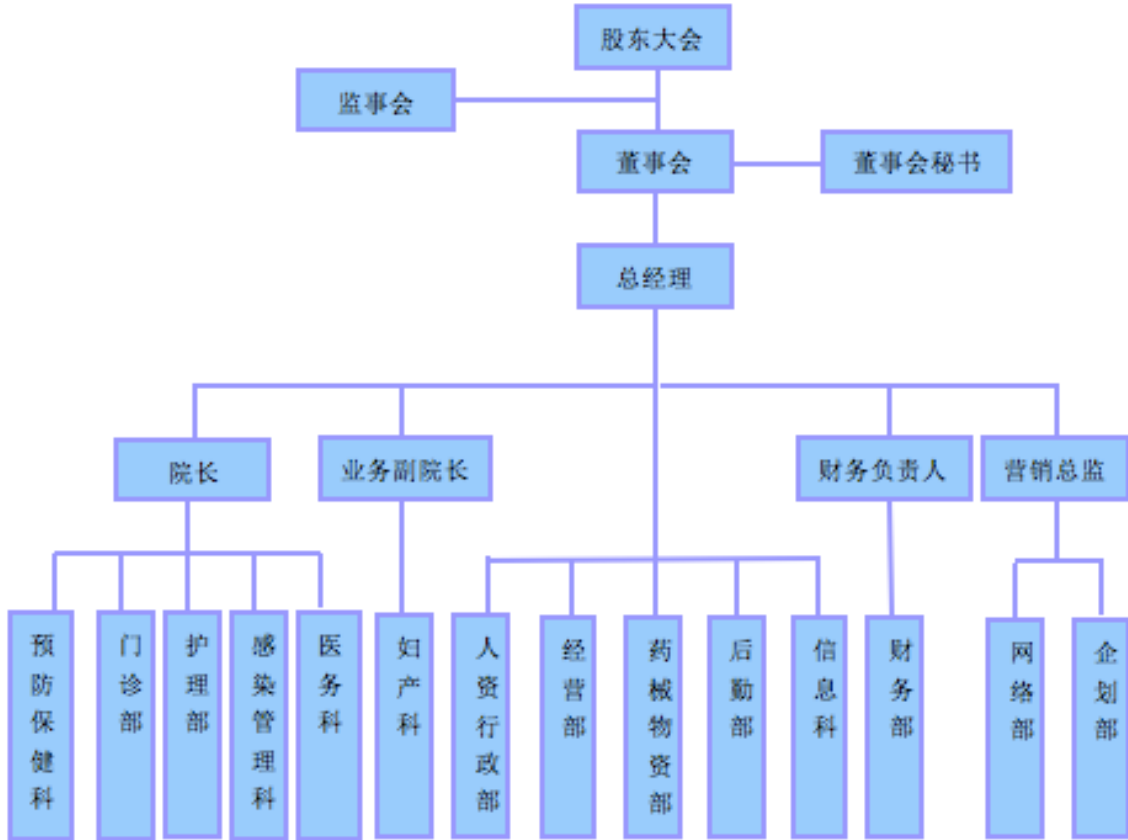 股东大会
监事会
董事会
董事会秘书
总经理
院长
业务副院长
财务负责人
营销总监
预防保健科
门诊部
护理部
感染管理科
医务科
妇产科
人资行政部
经营部
药械物资部
后勤部
信息科
财务部
网络部
企划部